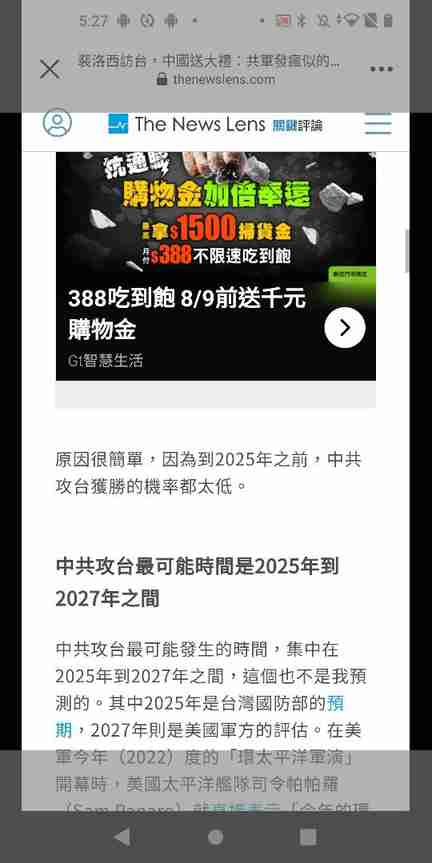 5:27
裴洛西訪台，中國送大禮：共軍發瘋似的...
thenewslens.com
The News Lens 關鍵評論
抗通膨
購物金加倍奉還
拿$1500掃貨金
月付$388不限速吃到飽
388吃到飽 8/9前送千元
購物金
Gt智慧生活
原因很簡單，因為到2025年之前，中共
攻台獲勝的機率都太低。
中共攻台最可能時間是2025年到
2027年之間
中共攻台最可能發生的時間，集中在
2025年到2027年之間，這個也不是我預
測的。其中2025年是台灣國防部的預
期，2027年則是美國軍方的評估。在美
軍今年（2022）度的「環太平洋軍演」
開幕時，美國太平洋艦隊司令帕帕羅
（Sam Paparo）就直接表示「今年的環